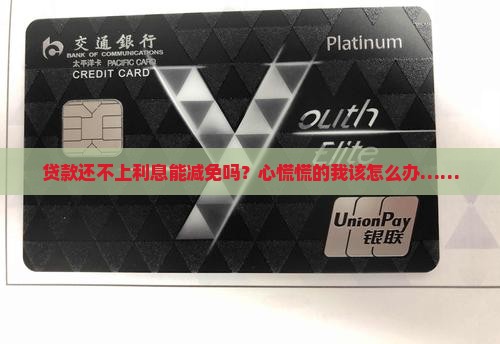 交通銀行
BANK OF COMMUNICATIONS
太平洋卡 PACIFIC CARD
CREDIT CARD
Platinum
Youth
Elite
贷款还不上利息能减免吗？心慌慌的我该怎么办……
UnionPay
银联